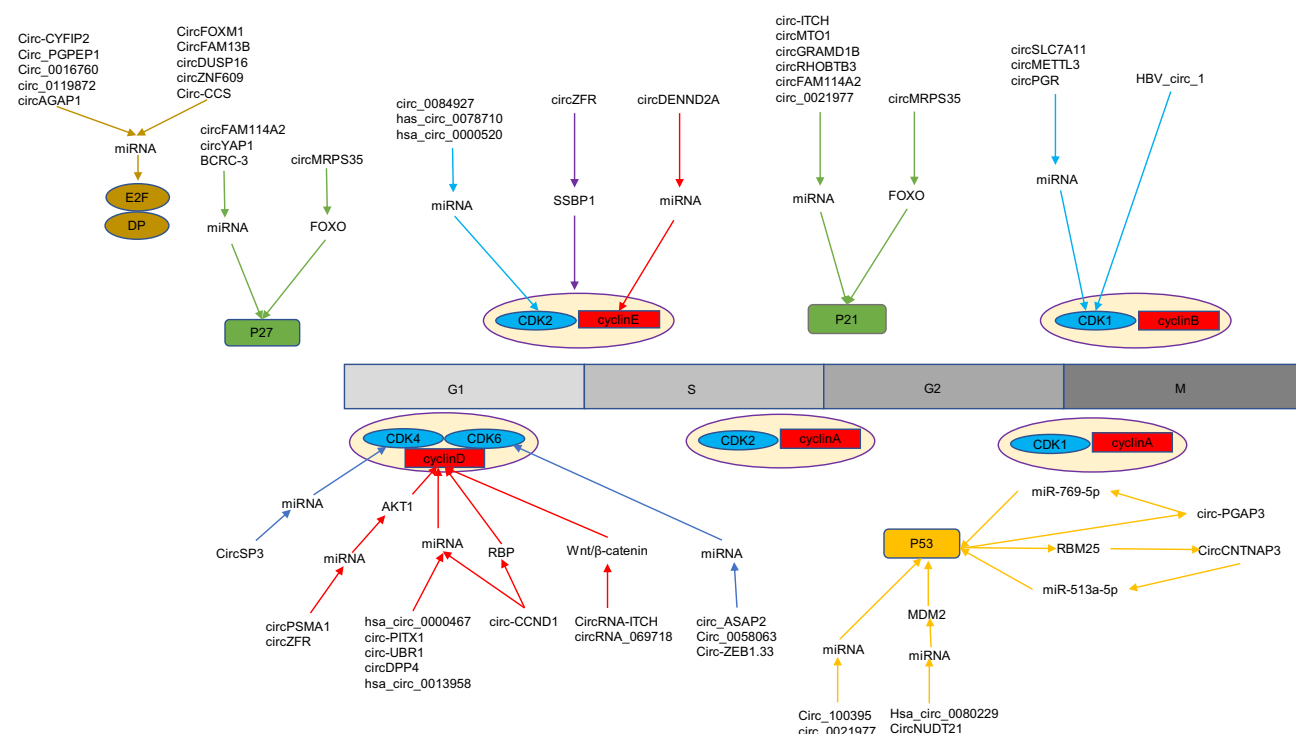 Circ-CYFIP2
Circ_PGPEP1
Circ_0016760
circ_0119872
circAGAP1
CircFOXM1
CircFAM13B
circDUSP16
circZNF609
Circ-CCS
miRNA
E2F
DP
circFAM114A2
circYAP1
BCRC-3
miRNA
circMRPS35
FOXO
P27
circ_0084927
has_circ_0078710
hsa_circ_0000520
miRNA
circZFR
SSBP1
circDENND2A
miRNA
CDK2
cyclinE
circ-ITCH
circMTO1
circGRAMD1B
circRHOBTB3
circFAM114A2
circ_0021977
miRNA
circMRPS35
FOXO
P21
circSLC7A11
circMETTL3
circPGR
miRNA
HBV_circ_1
CDK1
cyclinB
G1
S
G2
M
CDK4
CDK6
cyclinD
CDK2
cyclinA
CDK1
cyclinA
miRNA
CircSP3
AKT1
miRNA
circPSMA1
circZFR
miRNA
hsa_circ_0000467
circ-PITX1
circ-UBR1
circDPP4
hsa_circ_0013958
RBP
circ-CCND1
Wnt/β-catenin
CircRNA-ITCH
circRNA_069718
miRNA
circ_ASAP2
Circ_0058063
Circ-ZEB1.33
P53
miR-769-5p
circ-PGAP3
RBM25
CircCNTNAP3
miR-513a-5p
MDM2
miRNA
miRNA
Circ_100395
circ_0021977
Hsa_circ_0080229
CircNUDT21